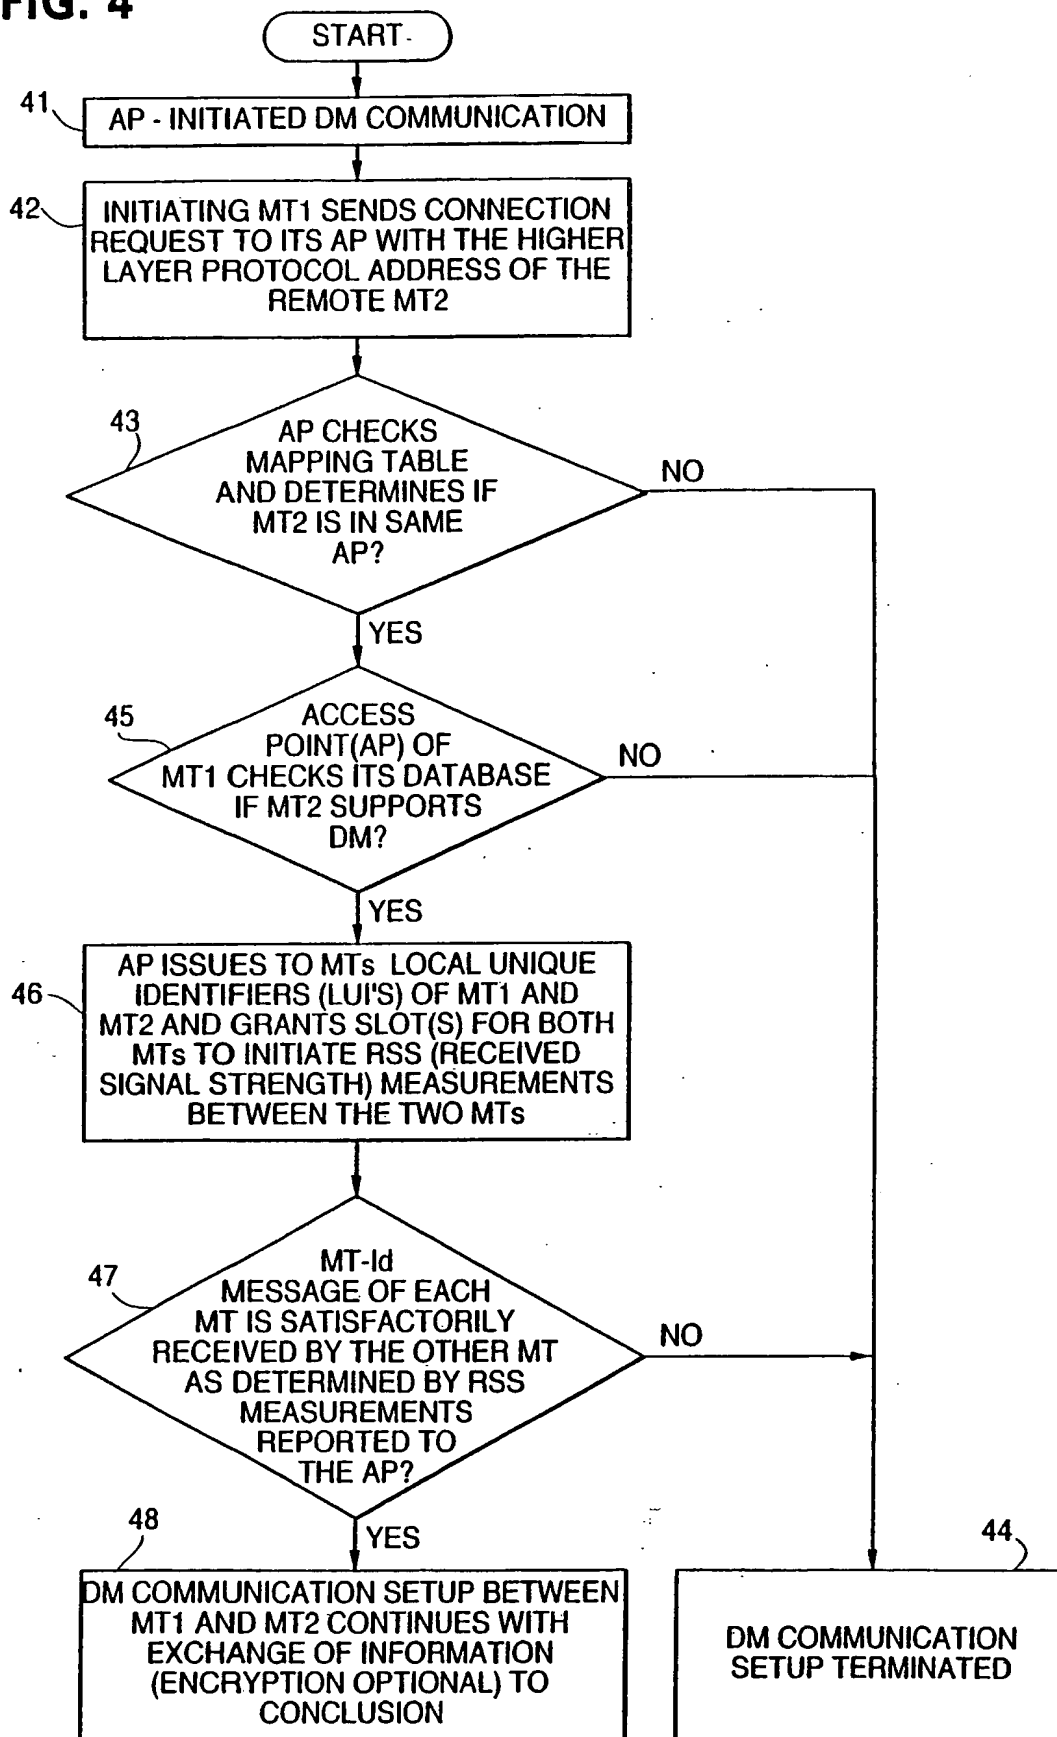 FIG. 4
START
41
AP - INITIATED DM COMMUNICATION
42
INITIATING MT1 SENDS CONNECTION
REQUEST TO ITS AP WITH THE HIGHER
LAYER PROTOCOL ADDRESS OF THE
REMOTE MT2
43
AP CHECKS
MAPPING TABLE
AND DETERMINES IF
MT2 IS IN SAME
AP?
NO
YES
45
ACCESS
POINT(AP) OF
MT1 CHECKS ITS DATABASE
IF MT2 SUPPORTS
DM?
NO
YES
46
AP ISSUES TO MTs LOCAL UNIQUE
IDENTIFIERS (LUI'S) OF MT1 AND
MT2 AND GRANTS SLOT(S) FOR BOTH
MTs TO INITIATE RSS (RECEIVED
SIGNAL STRENGTH) MEASUREMENTS
BETWEEN THE TWO MTs
47
MT-Id
MESSAGE OF EACH
MT IS SATISFACTORILY
RECEIVED BY THE OTHER MT
AS DETERMINED BY RSS
MEASUREMENTS
REPORTED TO
THE AP?
NO
YES
48
DM COMMUNICATION SETUP BETWEEN
MT1 AND MT2 CONTINUES WITH
EXCHANGE OF INFORMATION
(ENCRYPTION OPTIONAL) TO
CONCLUSION
44
DM COMMUNICATION
SETUP TERMINATED